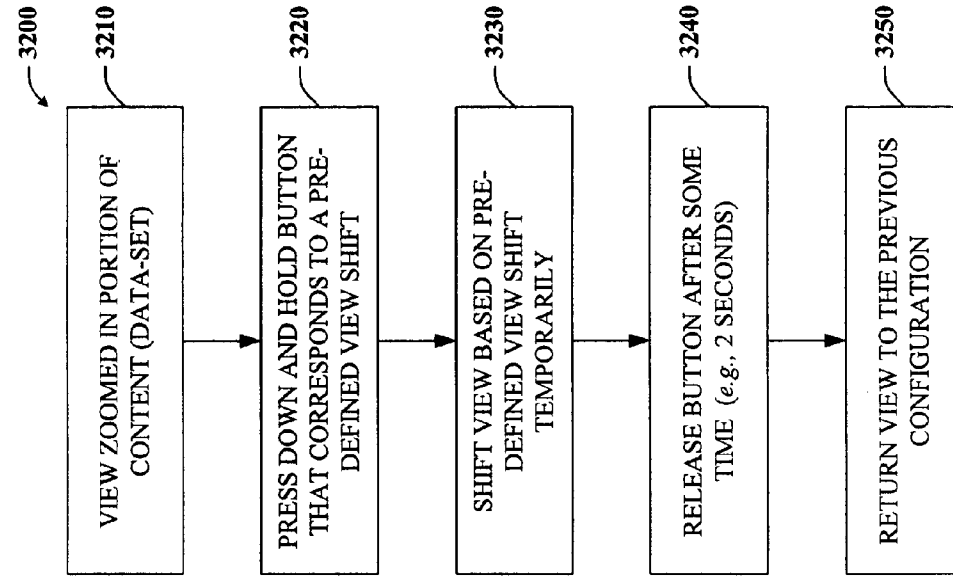 3200
3210
VIEW ZOOMED IN PORTION OF
CONTENT (DATA-SET)
3220
PRESS DOWN AND HOLD BUTTON
THAT CORRESPONDS TO A PRE-
DEFINED VIEW SHIFT
3230
SHIFT VIEW BASED ON PRE-
DEFINED VIEW SHIFT
TEMPORARILY
3240
RELEASE BUTTON AFTER SOME
TIME (e.g., 2 SECONDS)
3250
RETURN VIEW TO THE PREVIOUS
CONFIGURATION